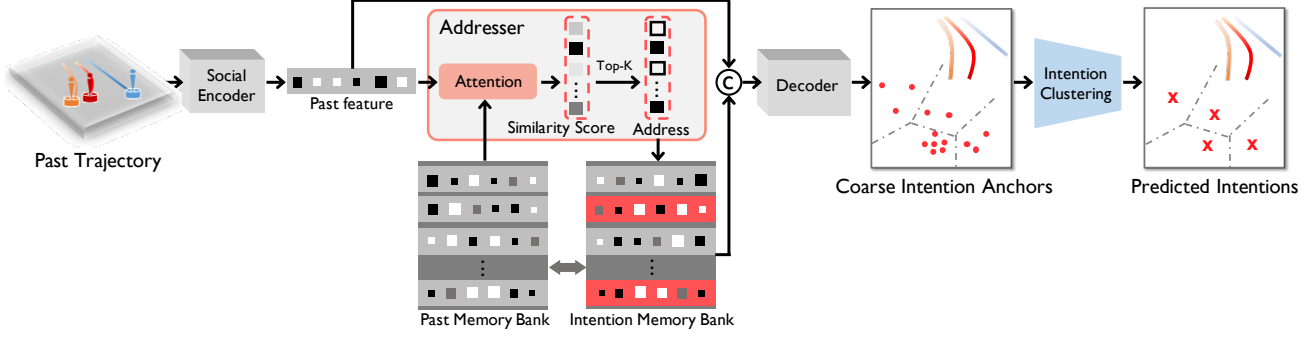 Past Trajectory
Social
Encoder
Past feature
Addresser
Attention
Similarity Score
Top-K
Address
Past Memory Bank
Intention Memory Bank
C
Decoder
Coarse Intention Anchors
Intention
Clustering
X
X
X
X
Predicted Intentions